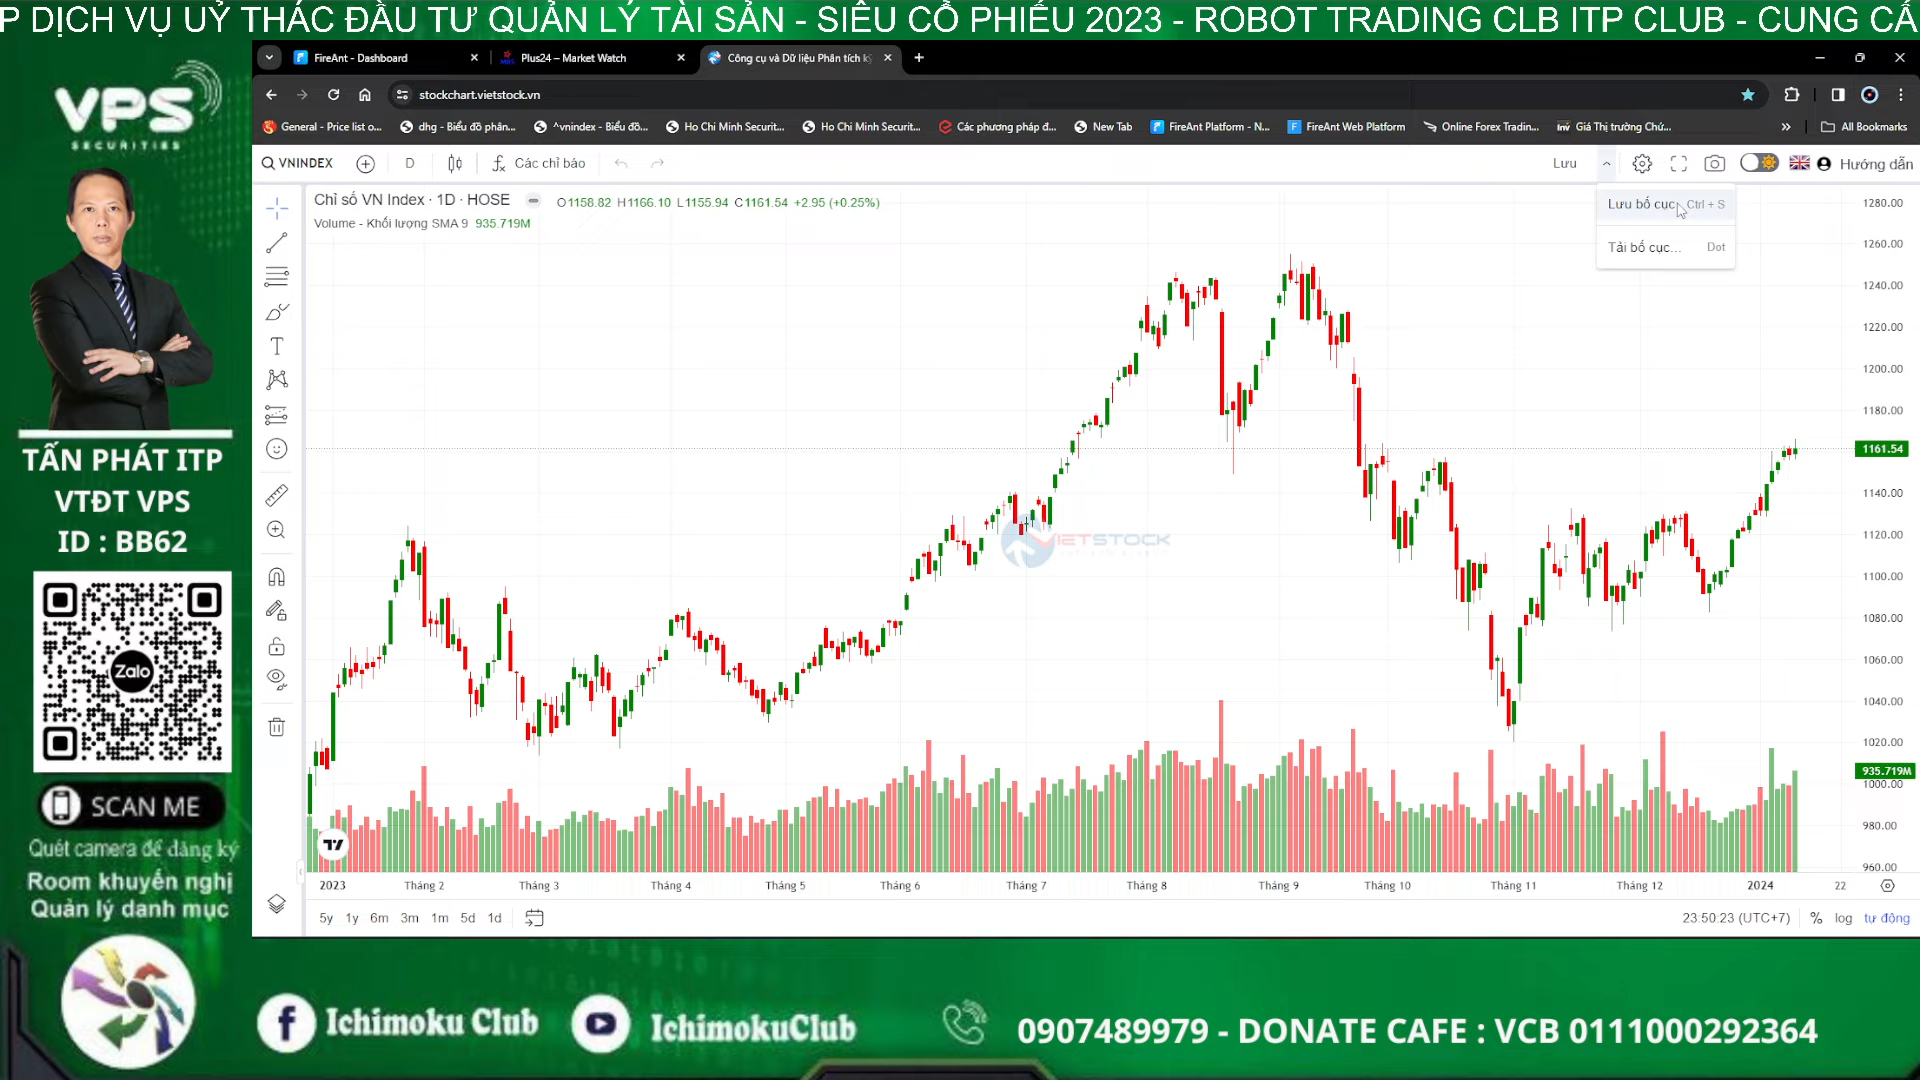 P DỊCH VỤ UỶ THÁC ĐẦU TƯ QUẢN LÝ TÀI SẢN - SIÊU CỔ PHIẾU 2023 - ROBOT TRADING CLB ITP CLUB - CUNG CẤ
VPS
SECURITIES
TẤN PHÁT ITP
VTĐT VPS
ID : BB62
Zalo
SCAN ME
Quét camera để đăng ký
Room khuyến nghị
Quản lý danh mục
FireAnt - Dashboard
Plus24 – Market Watch
Công cụ và Dữ liệu Phân tích k
stockchart.vietstock.vn
General - Price list o...
dhg - Biểu đồ phân...
^vnindex - Biểu đồ...
Ho Chi Minh Securit...
Ho Chi Minh Securit...
Các phương pháp đ...
New Tab
FireAnt Platform - N...
FireAnt Web Platform
Online Forex Tradin...
Inv Giá Thị trường Chứ...
All Bookmarks
VNINDEX
D
Các chỉ báo
Lưu
Hướng dẫn
Lưu bố cục Ctrl + S
Tải bố cục... Dot
Chỉ số VN Index · 1D · HOSE
O1158.82 H1166.10 L1155.94 C1161.54 +2.95 (+0.25%)
Volume - Khối lượng SMA 9 935.719M
1280.00
1260.00
1240.00
1220.00
1200.00
1180.00
1161.54
1140.00
1120.00
1100.00
1080.00
1060.00
1040.00
1020.00
935.719M
1000.00
980.00
960.00
VIETSTOCK
2023 Tháng 2 Tháng 3 Tháng 4 Tháng 5 Tháng 6 Tháng 7 Tháng 8 Tháng 9 Tháng 10 Tháng 11 Tháng 12 2024 22
5y 1y 6m 3m 1m 5d 1d
23:50:23 (UTC+7) % log tự động
Ichimoku Club
IchimokuClub
0907489979 - DONATE CAFE : VCB 0111000292364